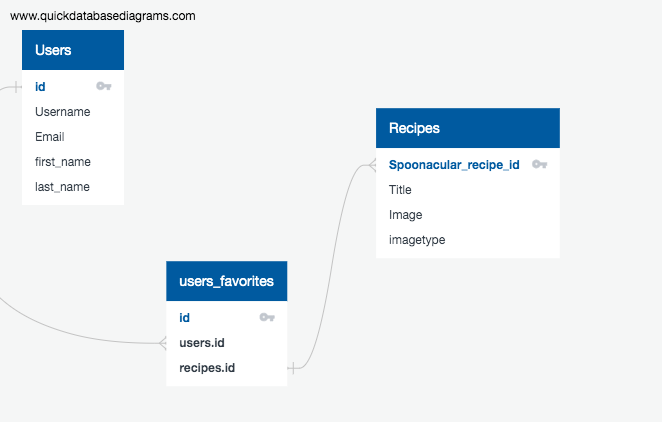 www.quickdatabasediagrams.com
Users
id
Username
Email
first_name
last_name
Recipes
Spoonacular_recipe_id
Title
Image
imagetype
users_favorites
id
users.id
recipes.id